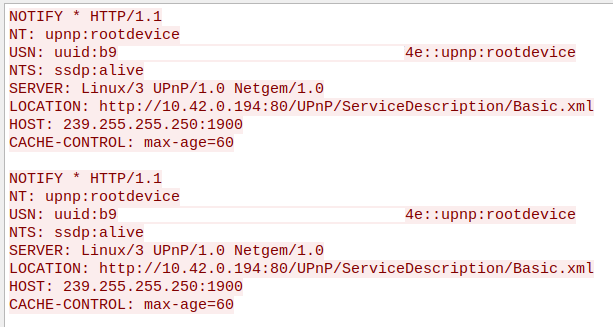 NOTIFY * HTTP/1.1
NT: upnp:rootdevice
USN: uuid:b9 4e::upnp:rootdevice
NTS: ssdp:alive
SERVER: Linux/3 UPnP/1.0 Netgem/1.0
LOCATION: http://10.42.0.194:80/UPnP/ServiceDescription/Basic.xml
HOST: 239.255.255.250:1900
CACHE-CONTROL: max-age=60

NOTIFY * HTTP/1.1
NT: upnp:rootdevice
USN: uuid:b9 4e::upnp:rootdevice
NTS: ssdp:alive
SERVER: Linux/3 UPnP/1.0 Netgem/1.0
LOCATION: http://10.42.0.194:80/UPnP/ServiceDescription/Basic.xml
HOST: 239.255.255.250:1900
CACHE-CONTROL: max-age=60